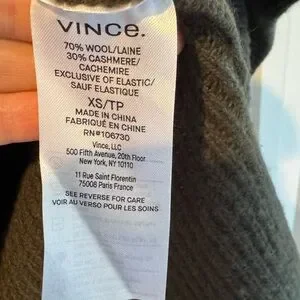 VINCE.
70% WOOL/LAINE
30% CASHMERE/
CACHEMIRE
EXCLUSIVE OF ELASTIC/
SAUF ELASTIQUE
XS/TP
MADE IN CHINA
FABRIQUÉ EN CHINE
RN#106730
Vince, LLC
500 Fifth Avenue, 20th Floor
New York, NY 10110
11 Rue Saint Florentin
75008 Paris France
SEE REVERSE FOR CARE
VOIR AU VERSO POUR LES SOINS